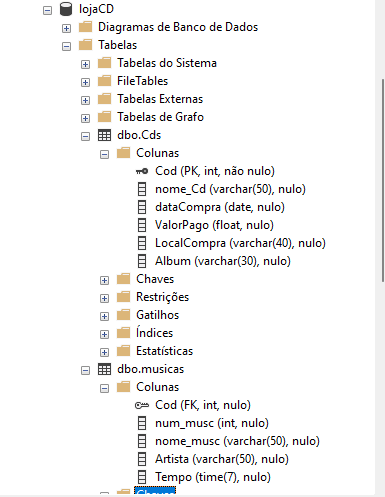 lojaCD
Diagramas de Banco de Dados
Tabelas
Tabelas do Sistema
FileTables
Tabelas Externas
Tabelas de Grafo
dbo.Cds
Colunas
Cod (PK, int, não nulo)
nome_Cd (varchar(50), nulo)
dataCompra (date, nulo)
ValorPago (float, nulo)
LocalCompra (varchar(40), nulo)
Album (varchar(30), nulo)
Chaves
Restrições
Gatilhos
Índices
Estatísticas
dbo.musicas
Colunas
Cod (FK, int, nulo)
num_musc (int, nulo)
nome_musc (varchar(50), nulo)
Artista (varchar(50), nulo)
Tempo (time(7), nulo)
Chaves